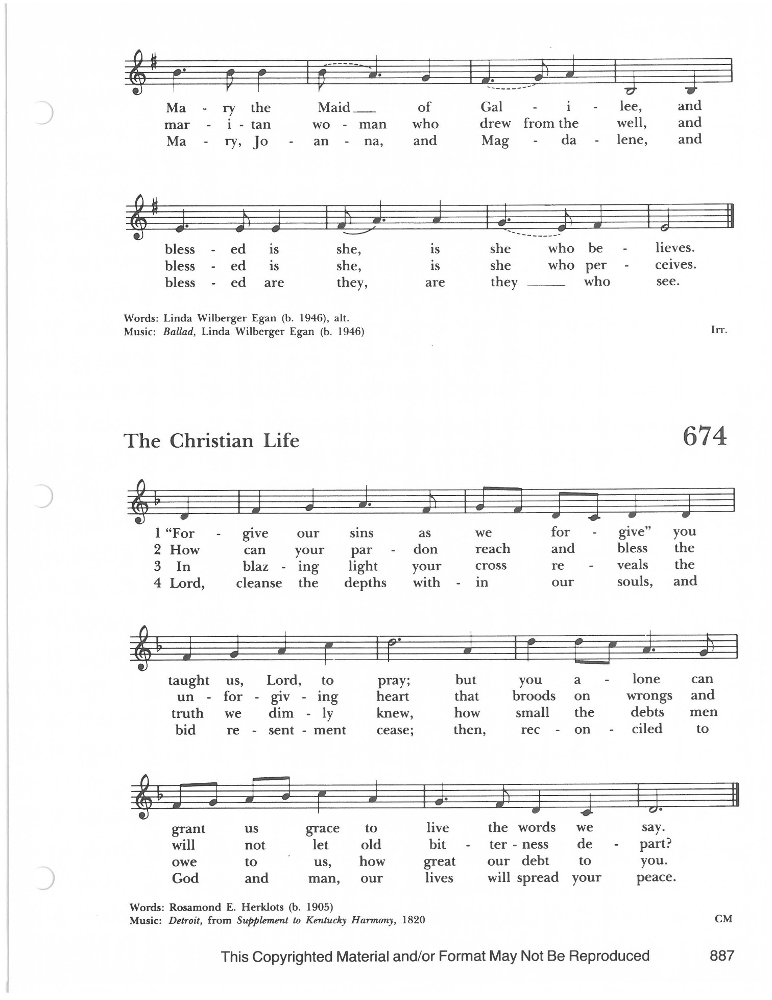 Ma - ry the Maid of Gal - i - lee, and
mar - i - tan wo - man who drew from the well, and
Ma - ry, Jo - an - na, and Mag - da - lene, and
bless - ed is she, is she who be - lieves.
bless - ed is she, is she who per - ceives.
bless - ed are they, are they who see.
Words: Linda Wilberger Egan (b. 1946), alt.
Music: Ballad, Linda Wilberger Egan (b. 1946)
Irr.
The Christian Life 674
1 “For - give our sins as we for - give” you
2 How can your par - don reach and bless the
3 In blaz - ing light your cross re - veals the
4 Lord, cleanse the depths with - in our souls, and
taught us, Lord, to pray; but you a - lone can
un - for - giv - ing heart that broods on wrongs and
truth we dim - ly knew, how small the debts men
bid re - sent - ment cease; then, rec - on - ciled to
grant us grace to live the words we say.
will not let old bit - ter - ness de - part?
owe to us, how great our debt to you.
God and man, our lives will spread your peace.
Words: Rosamond E. Herklots (b. 1905)
Music: Detroit, from Supplement to Kentucky Harmony, 1820
CM
This Copyrighted Material and/or Format May Not Be Reproduced 887